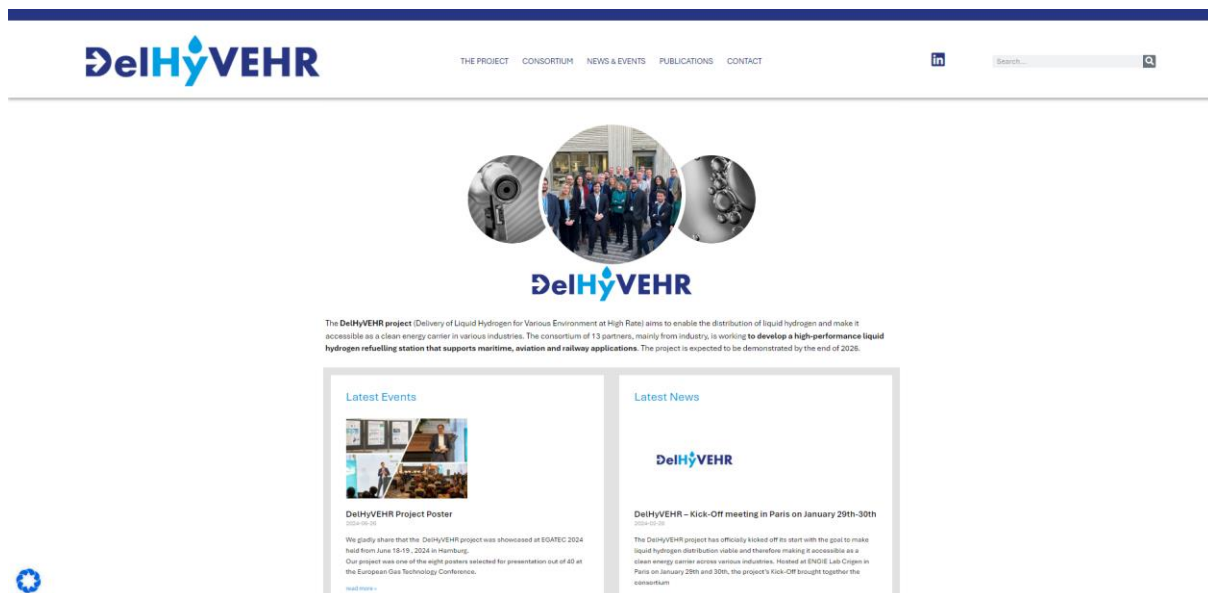 DelHyVEHR
THE PROJECT CONSORTIUM NEWS & EVENTS PUBLICATIONS CONTACT
in
Search...
DelHyVEHR
The DelHyVEHR project (Delivery of Liquid Hydrogen for Various Environment at High Rate) aims to enable the distribution of liquid hydrogen and make it
accessible as a clean energy carrier in various industries. The consortium of 13 partners, mainly from industry, is working to develop a high-performance liquid
hydrogen refuelling station that supports maritime, aviation and railway applications. The project is expected to be demonstrated by the end of 2026.
Latest Events
DelHyVEHR Project Poster
We gladly share that the DelHyVEHR project was showcased at EGATEC 2024
held from June 18-19 , 2024 in Hamburg.
Our project was one of the eight posters selected for presentation out of 40 at
the European Gas Technology Conference.
read more »
Latest News
DelHyVEHR
DelHyVEHR – Kick-Off meeting in Paris on January 29th-30th
The DelHyVEHR project has officially kicked off its start with the goal to make
liquid hydrogen distribution viable and therefore making it accessible as a
clean energy carrier across various industries. Hosted at ENGIE Lab Crigen in
Paris on January 29th and 30th, the project's Kick-Off brought together the
consortium